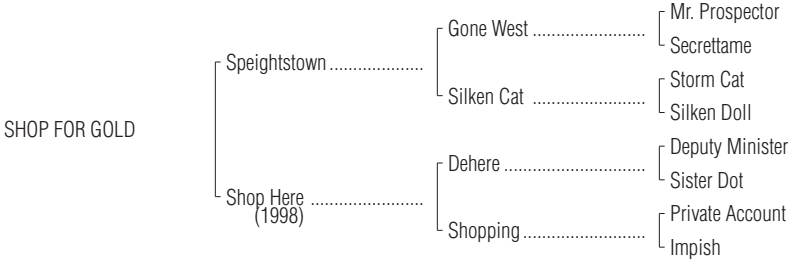 Mr. Prospector
Gone West ........................
Secrettame
Speightstown ....................
Storm Cat
Silken Cat ........................
Silken Doll
SHOP FOR GOLD
Deputy Minister
Dehere ..............................
Sister Dot
Shop Here ........................
(1998)
Private Account
Shopping ..........................
Impish